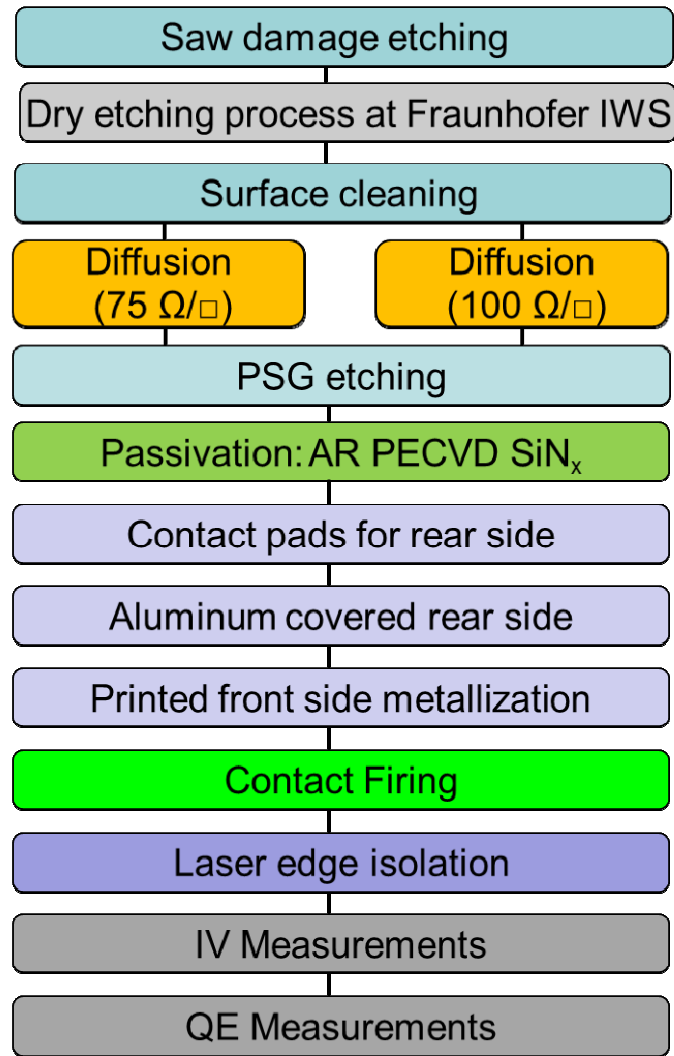 Saw damage etching
Dry etching process at Fraunhofer IWS
Surface cleaning
Diffusion
(75 Ω/□)
Diffusion
(100 Ω/□)
PSG etching
Passivation: AR PECVD SiNₓ
Contact pads for rear side
Aluminum covered rear side
Printed front side metallization
Contact Firing
Laser edge isolation
IV Measurements
QE Measurements